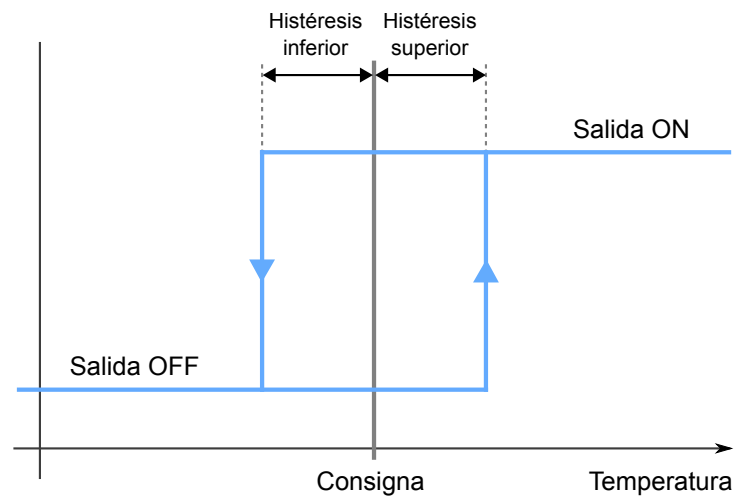 Histéresis Histéresis
inferior superior
Salida ON
Salida OFF
Consigna Temperatura